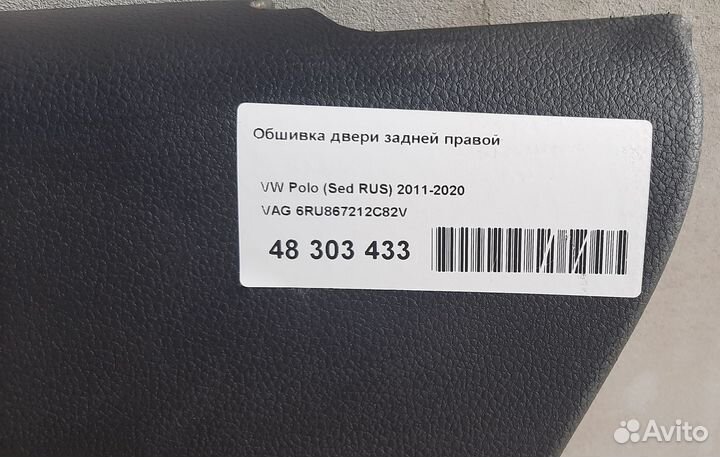 Обшивка двери задней правой
VW Polo (Sed RUS) 2011-2020
VAG 6RU867212C82V
48 303 433
Avito